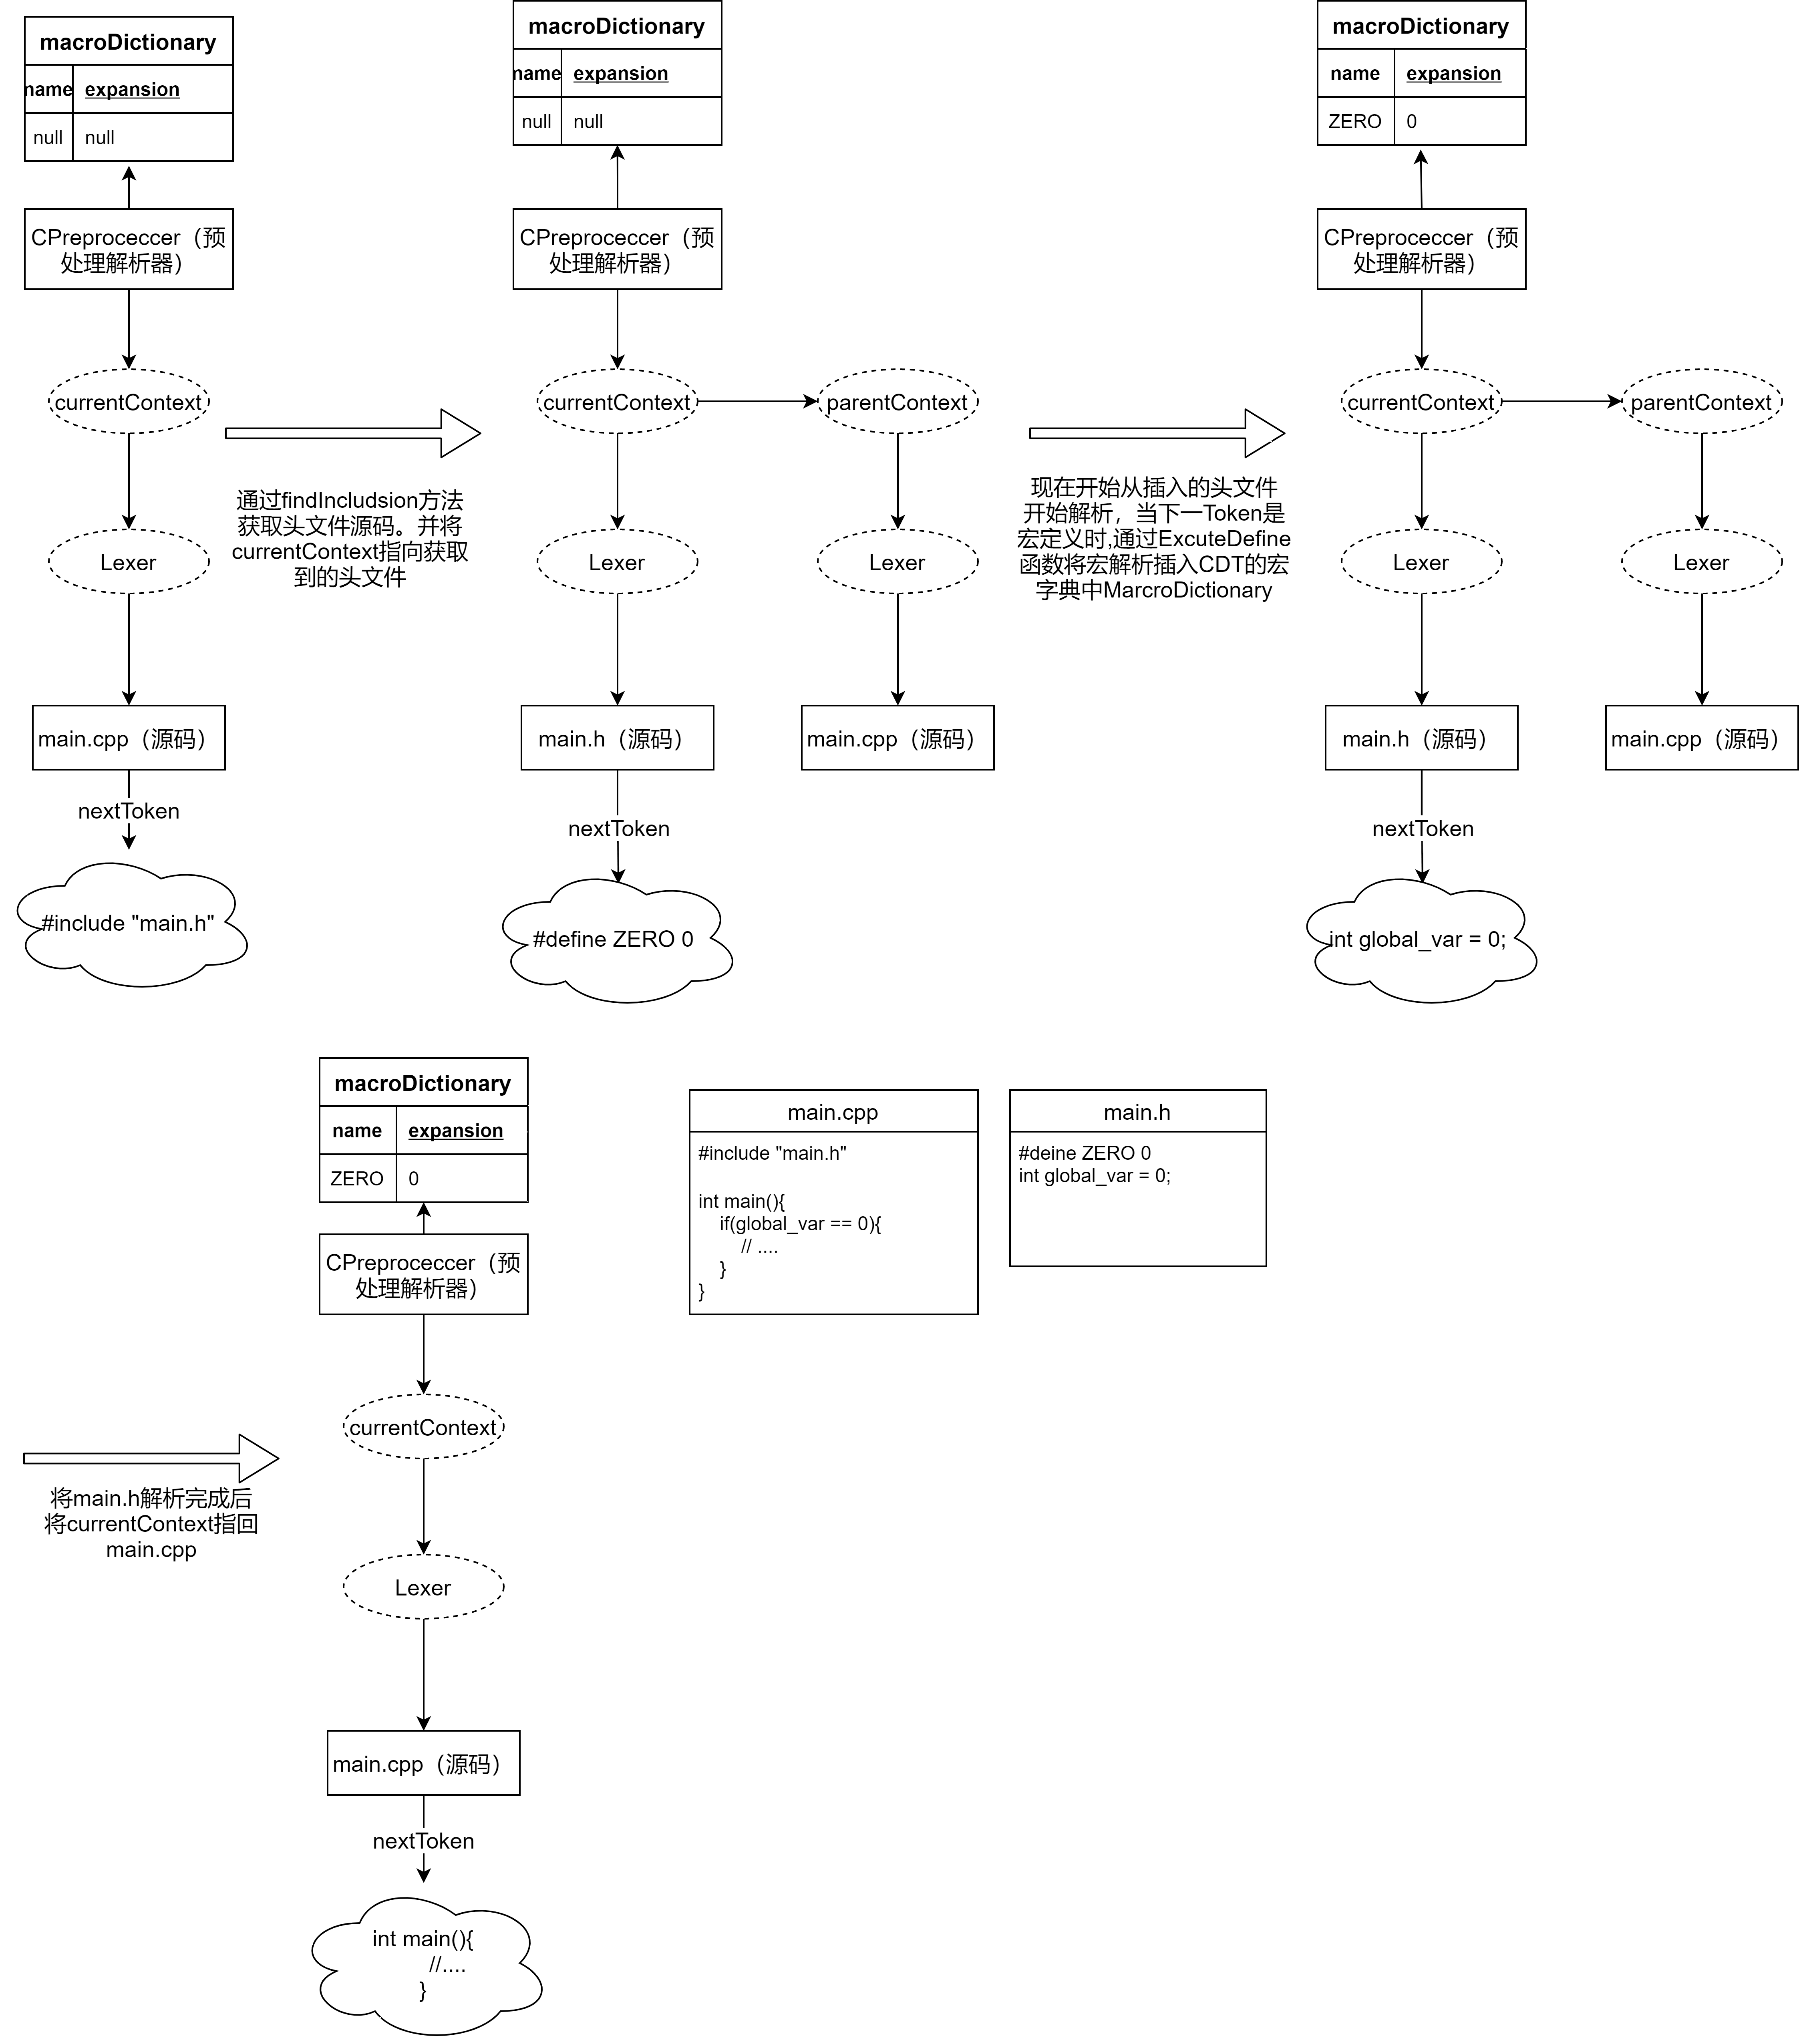 macroDictionary
name expansion
null null
CPreproceccer（预
处理解析器）
currentContext
Lexer
main.cpp（源码）
nextToken
#include "main.h"
通过findIncludsion方法
获取头文件源码。并将
currentContext指向获取
到的头文件
macroDictionary
name expansion
null null
CPreproceccer（预
处理解析器）
currentContext
parentContext
Lexer
Lexer
main.h（源码）
main.cpp（源码）
nextToken
#define ZERO 0
现在开始从插入的头文件
开始解析，当下一Token是
宏定义时,通过ExcuteDefine
函数将宏解析插入CDT的宏
字典中MarcroDictionary
macroDictionary
name expansion
ZERO 0
CPreproceccer（预
处理解析器）
currentContext
parentContext
Lexer
Lexer
main.h（源码）
main.cpp（源码）
nextToken
int global_var = 0;
将main.h解析完成后
将currentContext指回
main.cpp
macroDictionary
name expansion
ZERO 0
CPreproceccer（预
处理解析器）
currentContext
Lexer
main.cpp（源码）
nextToken
int main(){
//....
}
main.cpp
#include "main.h"
int main(){
if(global_var == 0){
// ....
}
}
main.h
#deine ZERO 0
int global_var = 0;